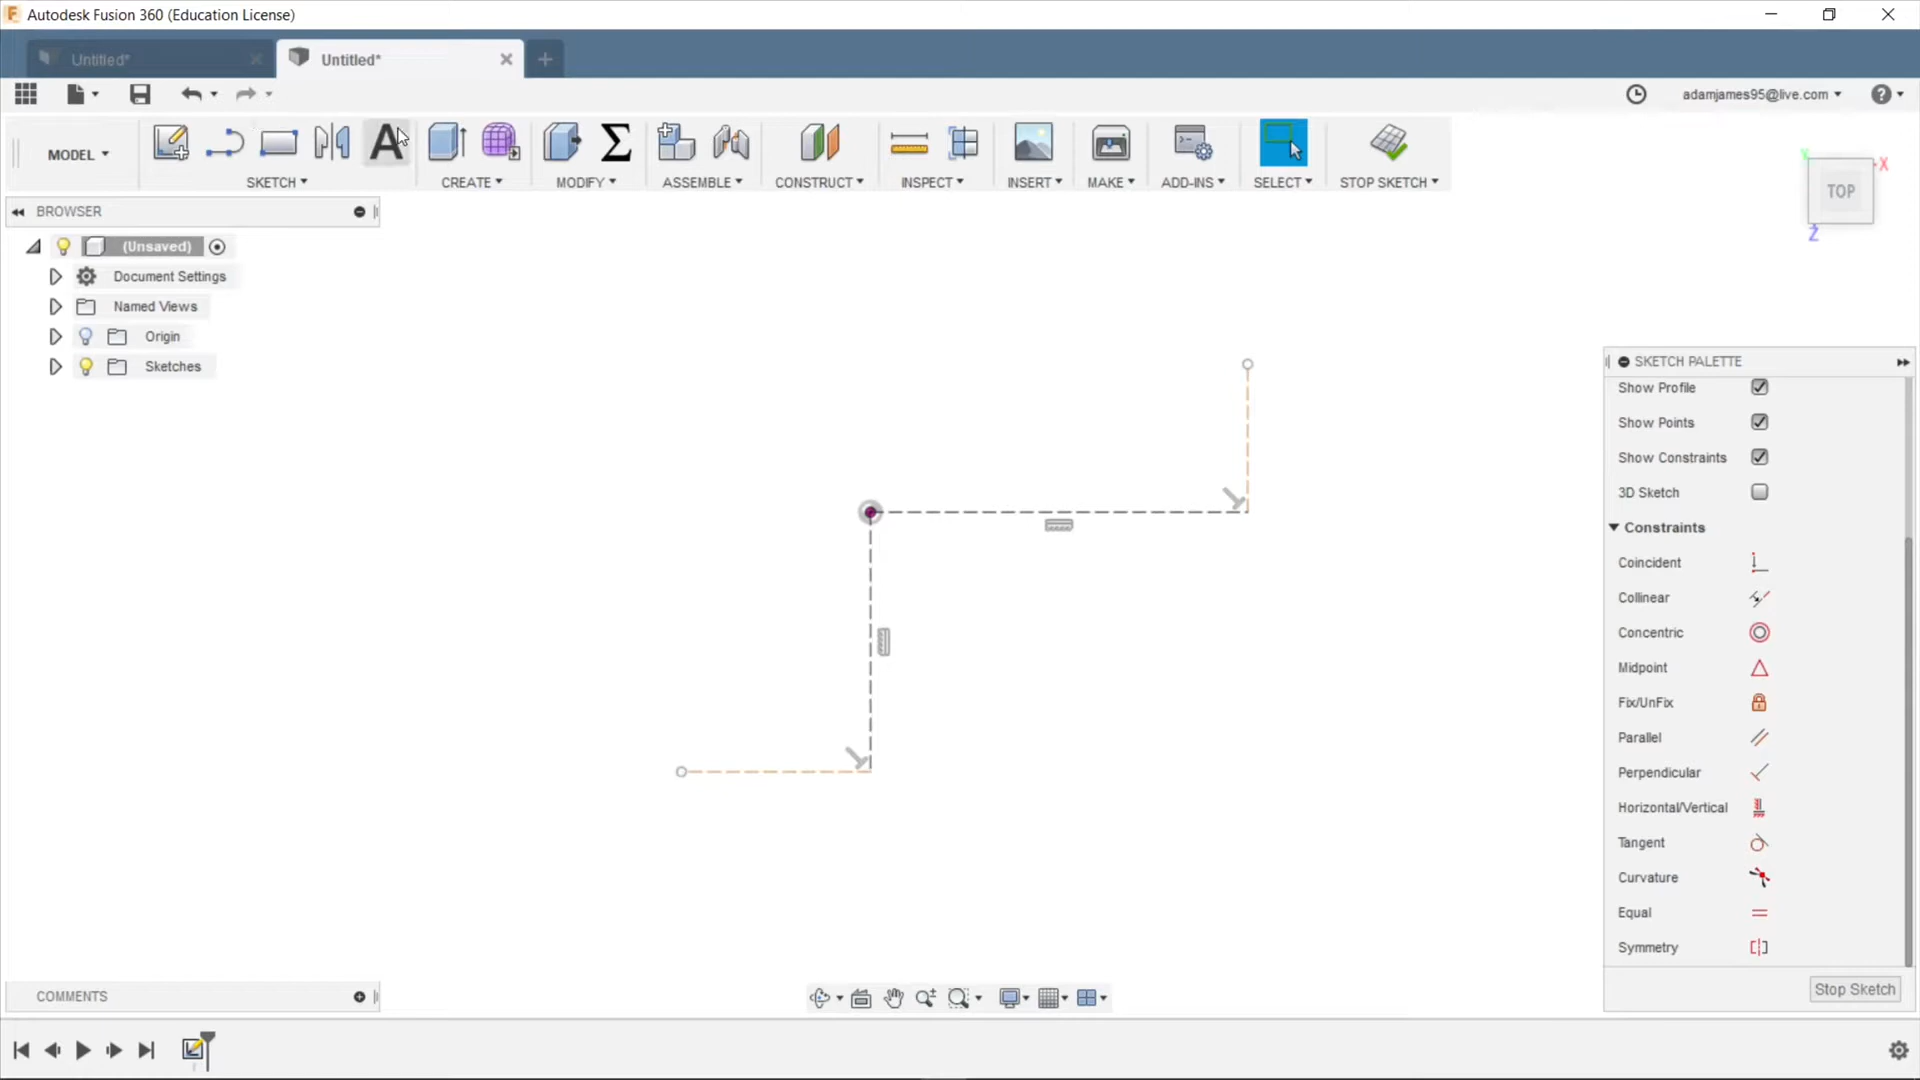 Autodesk Fusion 360 (Education License)
Untitled*
Untitled*
adamjames95@live.com
?
MODEL
A
SKETCH
CREATE
MODIFY
ASSEMBLE
CONSTRUCT
INSPECT
INSERT
MAKE
ADD-INS
SELECT
STOP SKETCH
Y
X
TOP
Z
BROWSER
(Unsaved)
Document Settings
Named Views
Origin
Sketches
SKETCH PALETTE
Show Profile
Show Points
Show Constraints
3D Sketch
Constraints
Coincident
Collinear
Concentric
Midpoint
Fix/UnFix
Parallel
Perpendicular
Horizontal/Vertical
Tangent
Curvature
Equal
Symmetry
Stop Sketch
COMMENTS